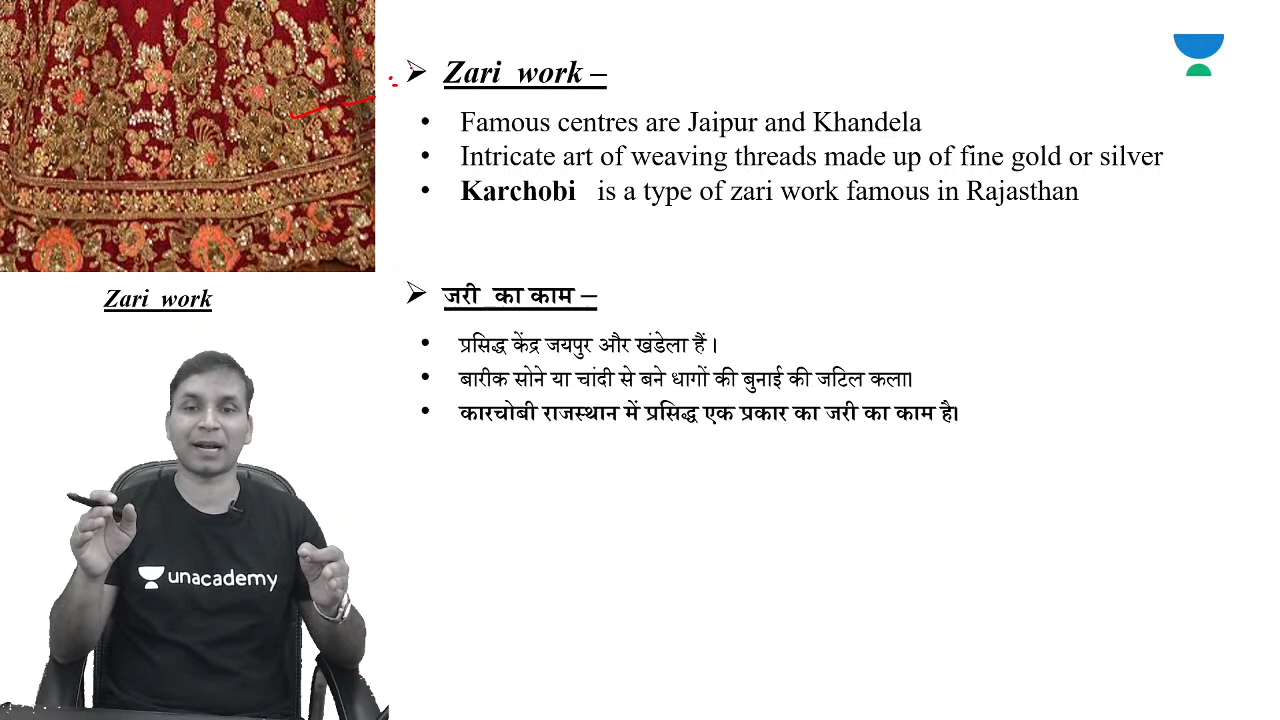 Zari work –
Famous centres are Jaipur and Khandela
Intricate art of weaving threads made up of fine gold or silver
Karchobi is a type of zari work famous in Rajasthan
Zari work
जरी का काम –
प्रसिद्ध केंद्र जयपुर और खंडेला हैं ।
बारीक सोने या चांदी से बने धागों की बुनाई की जटिल कला।
कारचोबी राजस्थान में प्रसिद्ध एक प्रकार का जरी का काम है।
unacademy